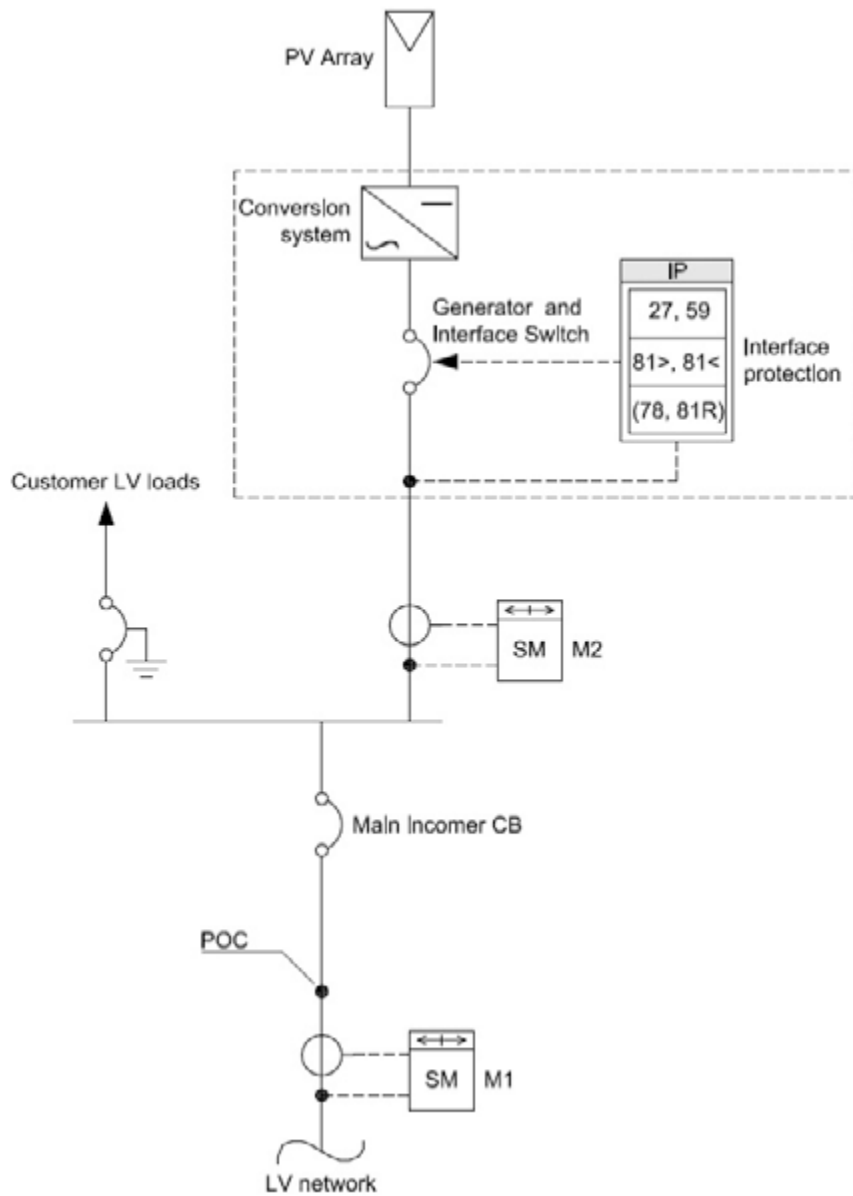 PV Array
Conversion
system
Generator and
Interface Switch
IP
27, 59
81>, 81<
(78, 81R)
Interface
protection
Customer LV loads
SM
M2
Main Incomer CB
POC
SM
M1
LV network